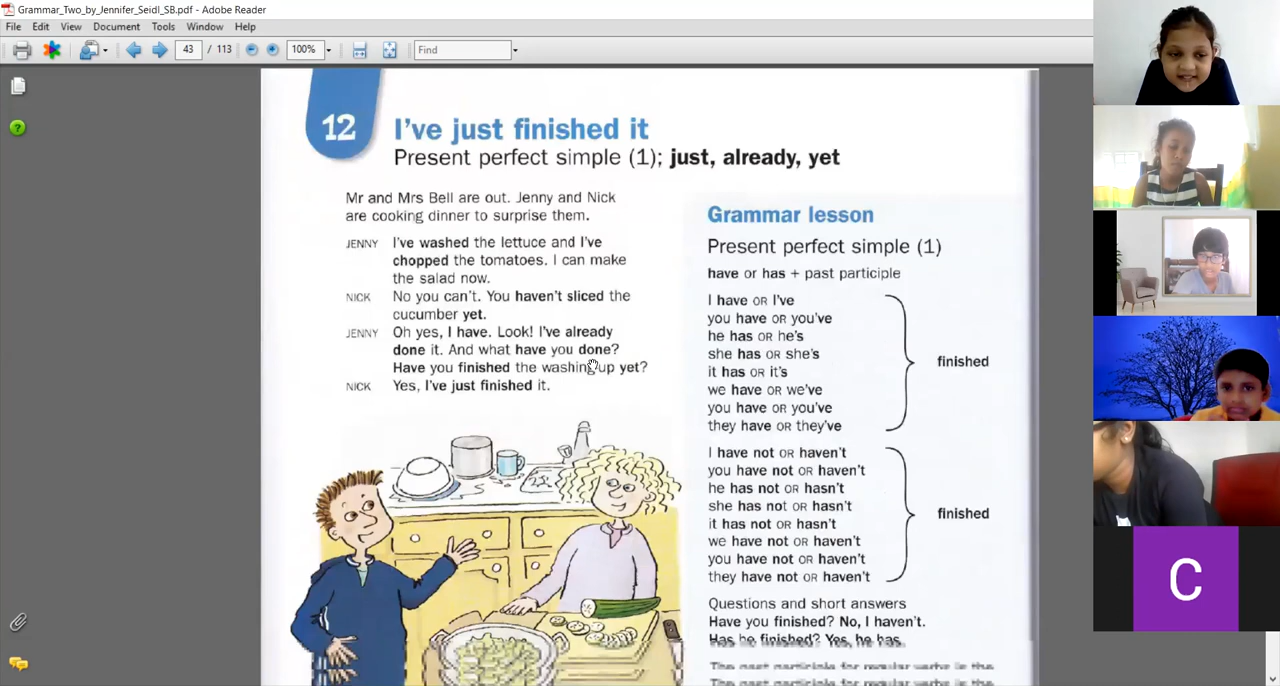 Grammar_Two_by_Jennifer_Seidl_SB.pdf - Adobe Reader
File Edit View Document Tools Window Help
43 / 113 100% Find
12
I've just finished it
Present perfect simple (1); just, already, yet
Mr and Mrs Bell are out. Jenny and Nick
are cooking dinner to surprise them.
JENNY I've washed the lettuce and I've
chopped the tomatoes. I can make
the salad now.
NICK No you can't. You haven't sliced the
cucumber yet.
JENNY Oh yes, I have. Look! I've already
done it. And what have you done?
Have you finished the washing up yet?
NICK Yes, I've just finished it.
Grammar lesson
Present perfect simple (1)
have or has + past participle
I have OR I've
you have OR you've
he has OR he's
she has OR she's
it has OR it's
we have OR we've
you have OR you've
they have OR they've
finished
I have not OR haven't
you have not OR haven't
he has not OR hasn't
she has not OR hasn't
it has not OR hasn't
we have not OR haven't
you have not OR haven't
they have not OR haven't
finished
Questions and short answers
Have you finished? No, I haven't.
Has he finished? Yes, he has.
The past participle for regular verbs is the
C